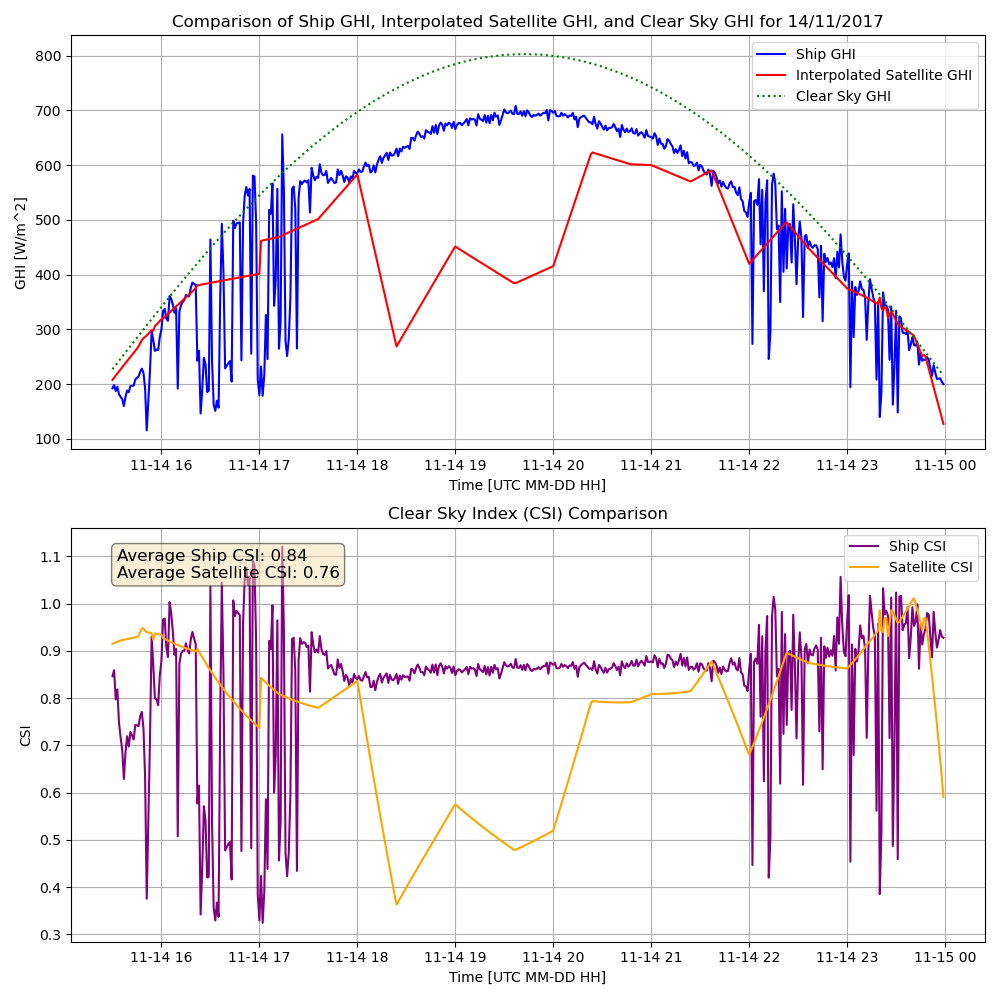 Comparison of Ship GHI, Interpolated Satellite GHI, and Clear Sky GHI for 14/11/2017
GHI [W/m^2]
800
700
600
500
400
300
200
100
Ship GHI
Interpolated Satellite GHI
Clear Sky GHI
11-14 16 11-14 17 11-14 18 11-14 19 11-14 20 11-14 21 11-14 22 11-14 23 11-15 00
Time [UTC MM-DD HH]
Clear Sky Index (CSI) Comparison
CSI
1.1
1.0
0.9
0.8
0.7
0.6
0.5
0.4
0.3
Average Ship CSI: 0.84
Average Satellite CSI: 0.76
Ship CSI
Satellite CSI
11-14 16 11-14 17 11-14 18 11-14 19 11-14 20 11-14 21 11-14 22 11-14 23 11-15 00
Time [UTC MM-DD HH]